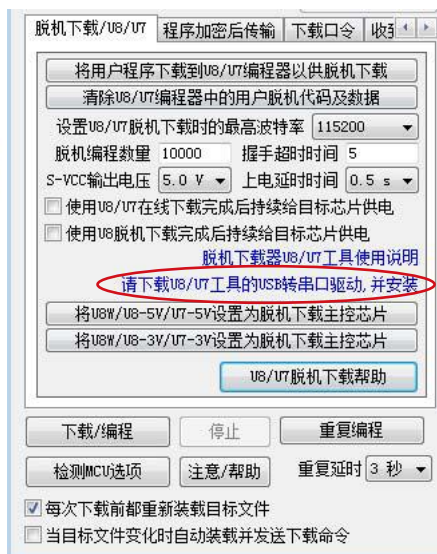 脱机下载/U8/U7 程序加密后传输 下载口令
将用户程序下载到U8/U7编程器以供脱机下载
清除U8/U7编程器中的用户脱机代码及数据
设置U8/U7脱机下载时的最高波特率 115200
脱机编程数量 10000 握手超时时间 5
S-VCC输出电压 5.0 V 上电延时时间 0.5 s
使用U8/U7在线下载完成后持续给目标芯片供电
使用U8脱机下载完成后持续给目标芯片供电
脱机下载器U8/U7工具使用说明
请下载U8/U7工具的USB转串口驱动,并安装
将U8W/U8-5V/U7-5V设置为脱机下载主控芯片
将U8W/U8-3V/U7-3V设置为脱机下载主控芯片
U8/U7脱机下载帮助
下载/编程 停止 重复编程
检测MCU选项 注意/帮助 重复延时 3 秒
每次下载前都重新装载目标文件
当目标文件变化时自动装载并发送下载命令